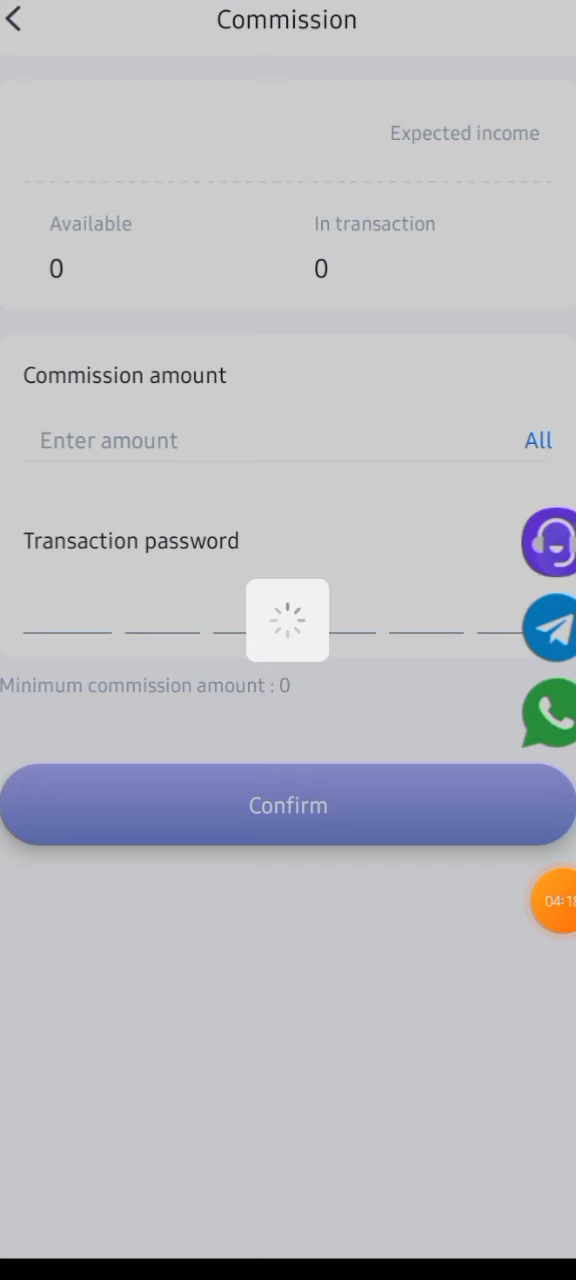 Commission
Expected income
Available
In transaction
0
0
Commission amount
Enter amount
All
Transaction password
Minimum commission amount : 0
Confirm